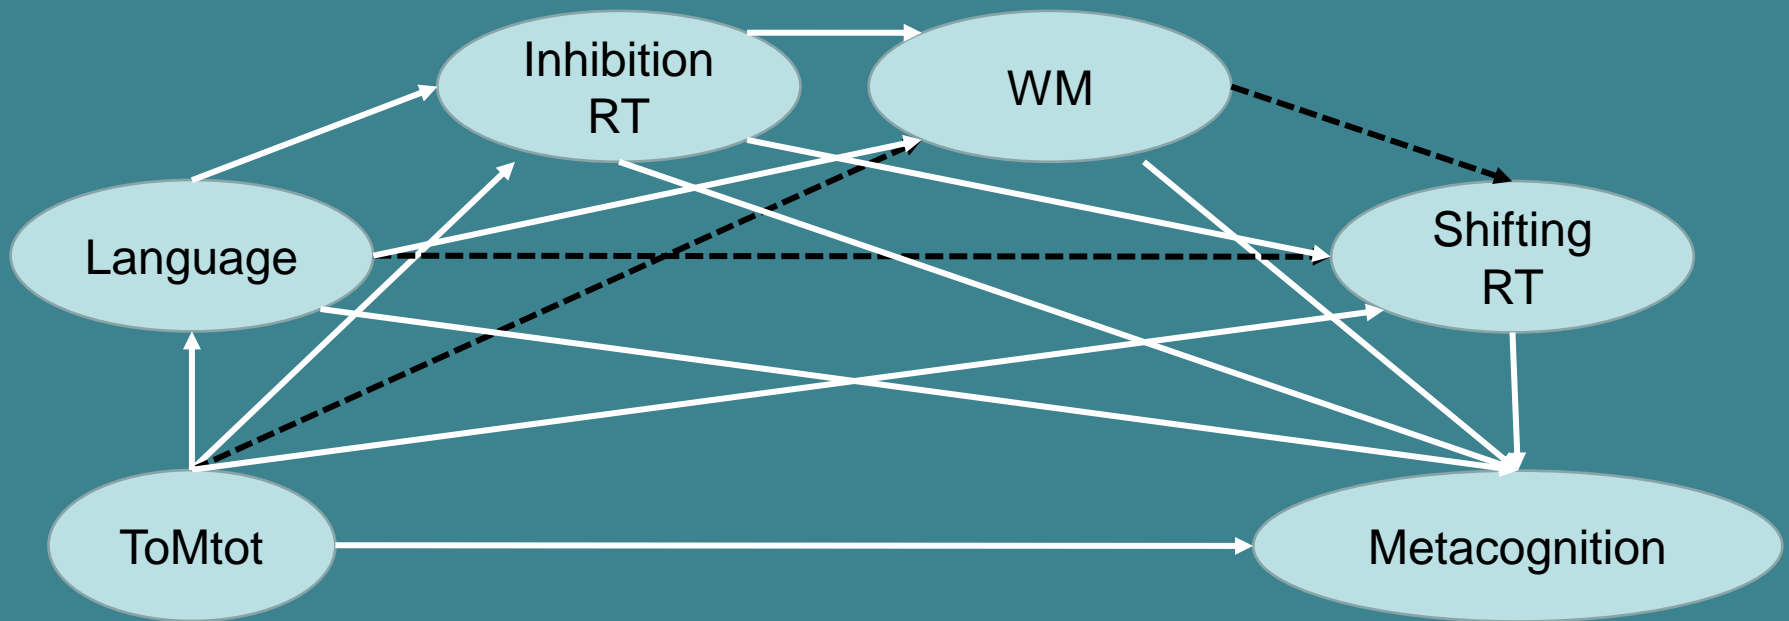 Inhibition
RT
WM
Language
Shifting
RT
ToMtot
Metacognition